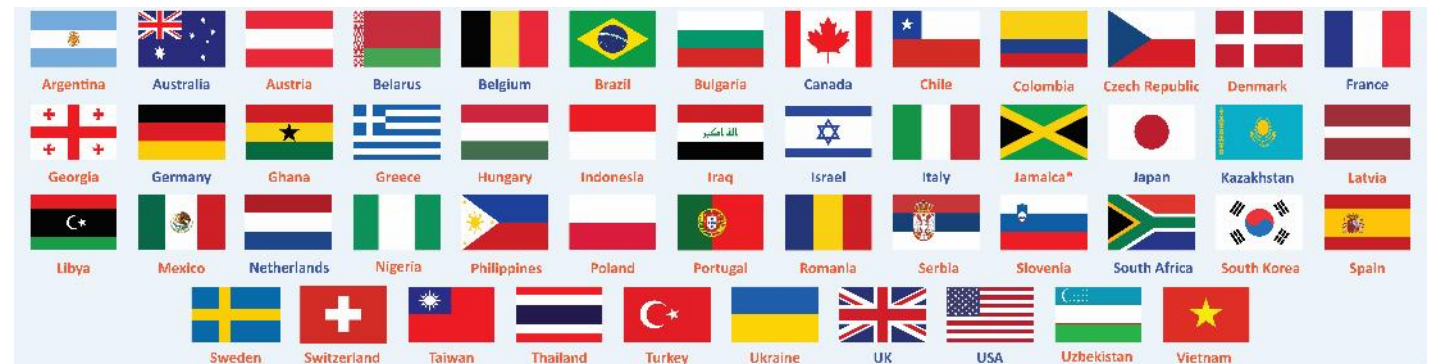 Argentina Australia Austria Belarus Belgium Brazil Bulgaria Canada Chile Colombia Czech Republic Denmark France
Georgia Germany Ghana Greece Hungary Indonesia Iraq Israel Italy Jamaica* Japan Kazakhstan Latvia
Libya Mexico Netherlands Nigeria Philippines Poland Portugal Romania Serbia Slovenia South Africa South Korea Spain
Sweden Switzerland Taiwan Thailand Turkey Ukraine UK USA Uzbekistan Vietnam